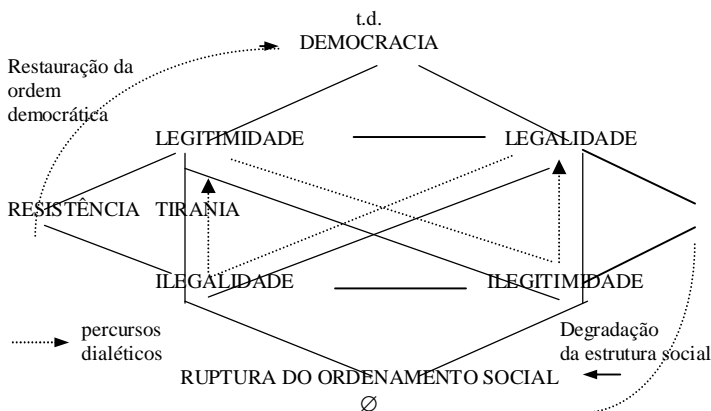 t.d.
DEMOCRACIA
Restauração da
ordem
democrática
LEGITIMIDADE
LEGALIDADE
RESISTÊNCIA TIRANIA
ILEGALIDADE
ILEGITIMIDADE
percursos
dialéticos
Degradação
da estrutura social
RUPTURA DO ORDENAMENTO SOCIAL
∅